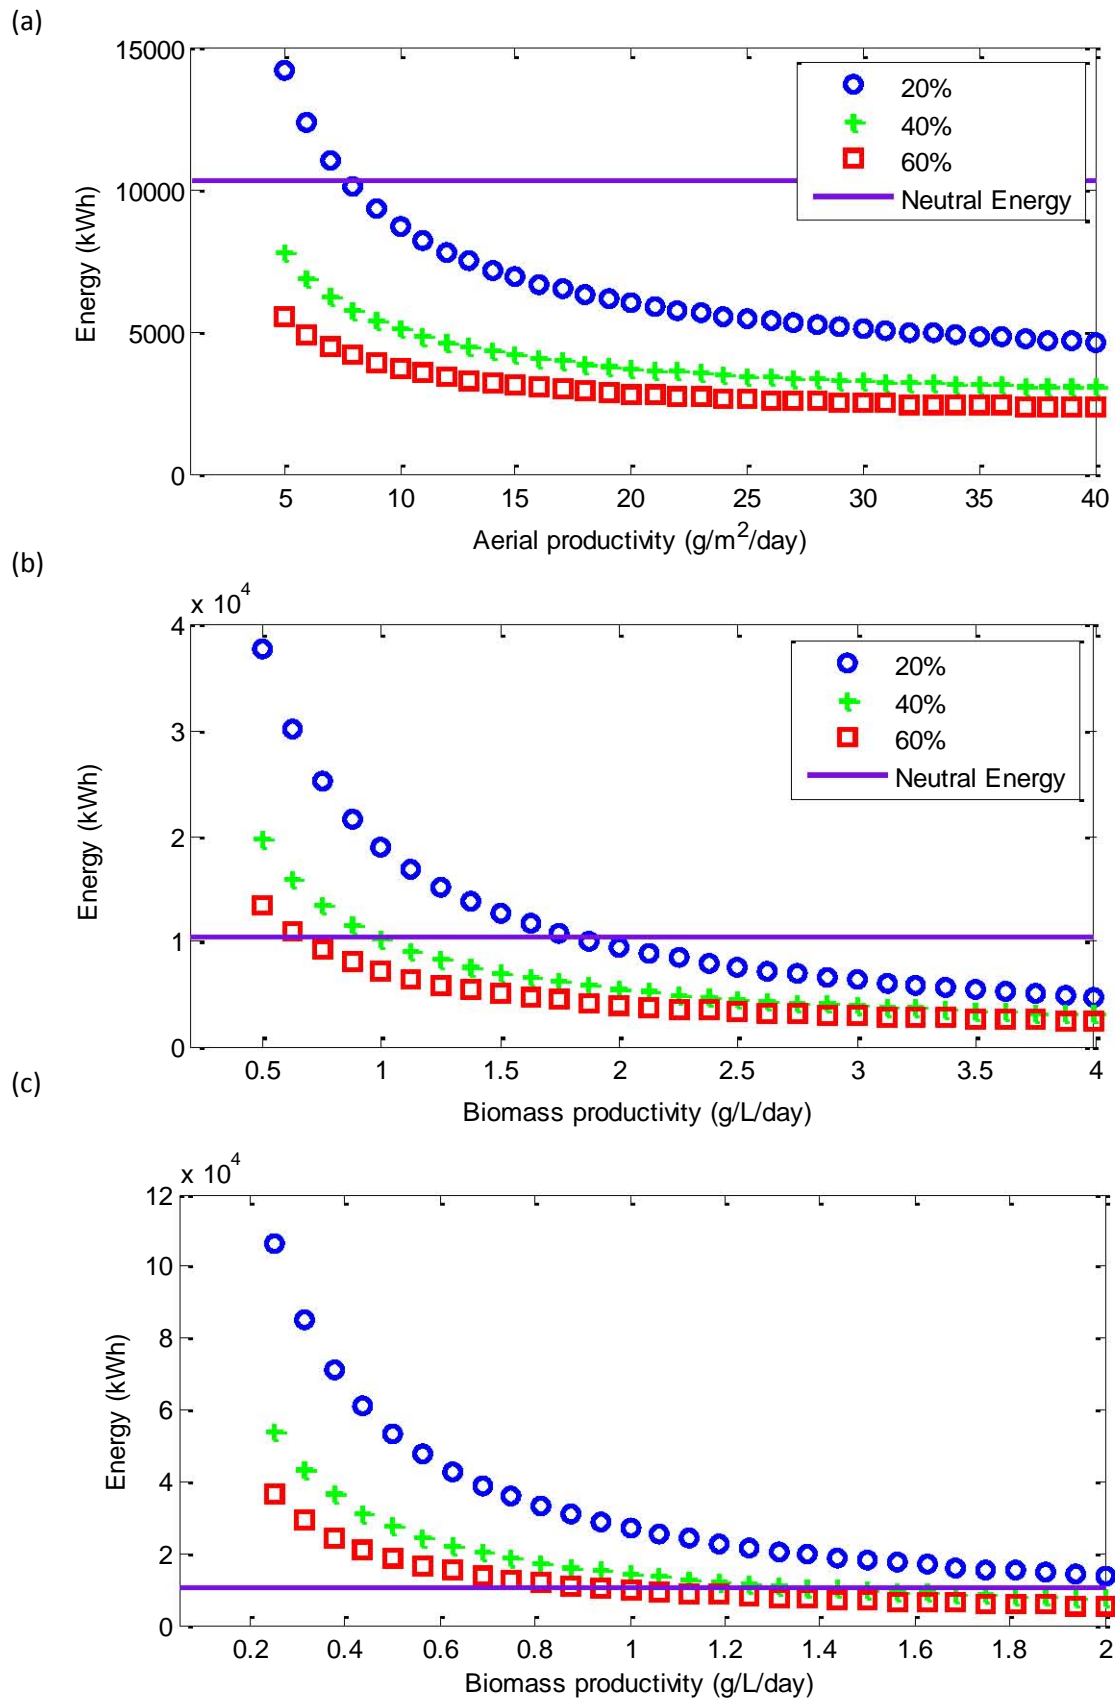 (a)
15000
10000
5000
0
Energy (kWh)
20%
40%
60%
Neutral Energy
5 10 15 20 25 30 35 40
Aerial productivity (g/m²/day)
(b)
x 10⁴
4
3
2
1
0
Energy (kWh)
20%
40%
60%
Neutral Energy
0.5 1 1.5 2 2.5 3 3.5 4
Biomass productivity (g/L/day)
(c)
x 10⁴
12
10
8
6
4
2
0
Energy (kWh)
0.2 0.4 0.6 0.8 1 1.2 1.4 1.6 1.8 2
Biomass productivity (g/L/day)